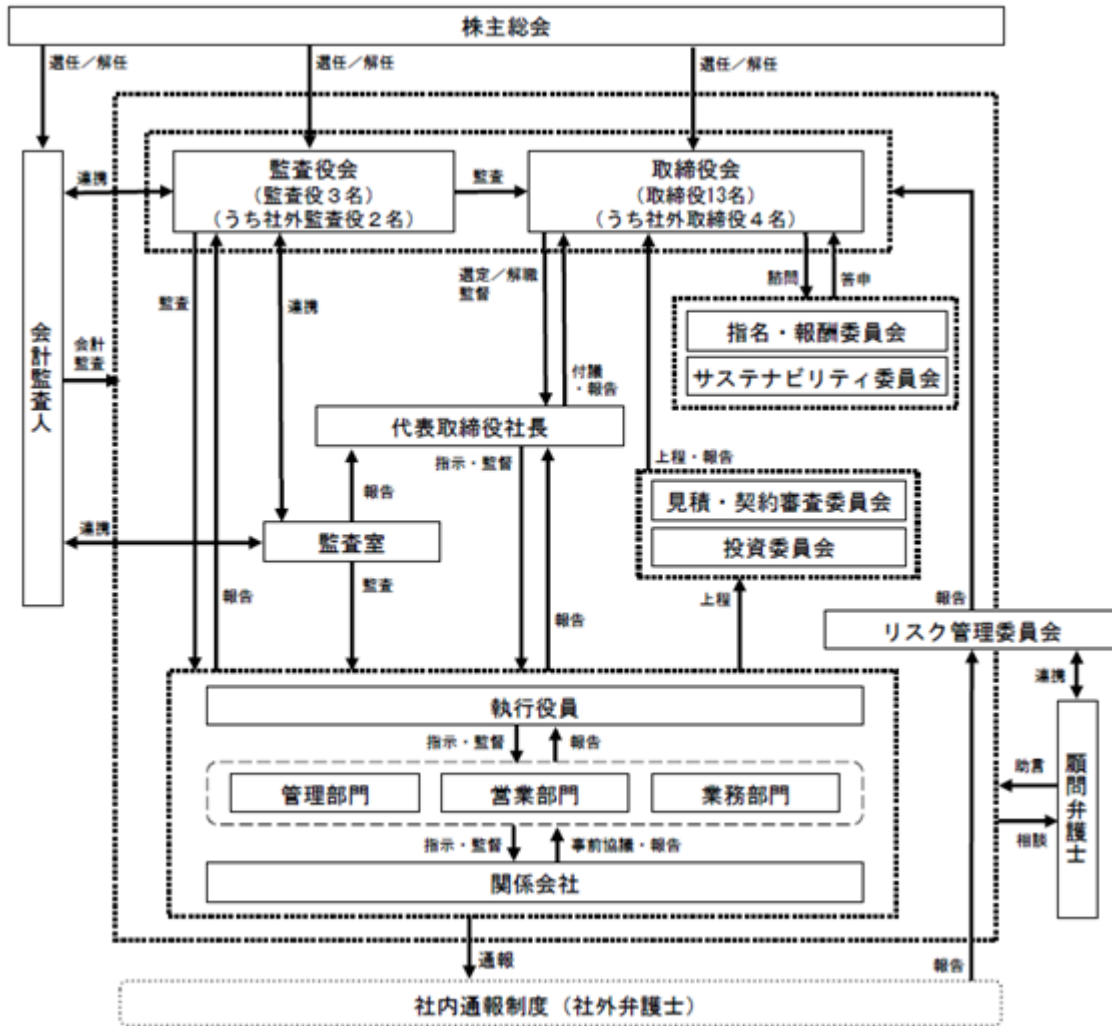 株主総会
選任/解任
選任/解任
選任/解任
監査役会
(監査役3名)
(うち社外監査役2名)
監査
取締役会
(取締役13名)
(うち社外取締役4名)
連携
会計監査人
会計
監査
監査
連携
選定/解職
監督
諮問
答申
指名・報酬委員会
サステナビリティ委員会
付議
・報告
代表取締役社長
指示・監督
上程・報告
見積・契約審査委員会
投資委員会
報告
連携
監査室
監査
報告
報告
上程
報告
リスク管理委員会
連携
執行役員
指示・監督
報告
管理部門
営業部門
業務部門
助言
相談
顧問弁護士
指示・監督
事前協議・報告
関係会社
通報
報告
社内通報制度(社外弁護士)